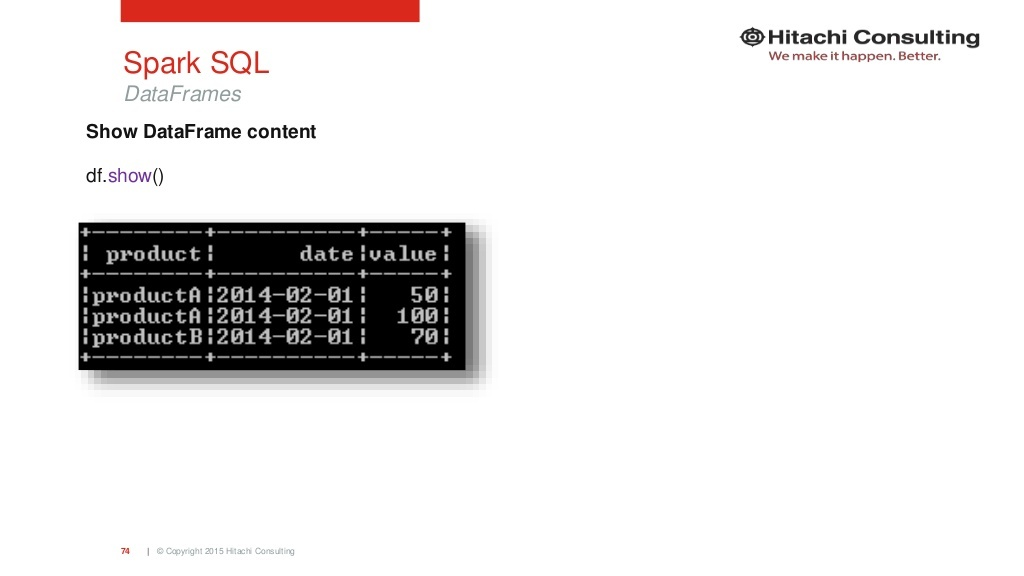 Hitachi Consulting
We make it happen. Better.
Spark SQL
DataFrames
Show DataFrame content
df.show()
+--------+----------+-----+
¦ product¦      date¦value¦
+--------+----------+-----+
¦productA¦2014-02-01¦   50¦
¦productA¦2014-02-01¦  100¦
¦productB¦2014-02-01¦   70¦
+--------+----------+-----+
74 | © Copyright 2015 Hitachi Consulting